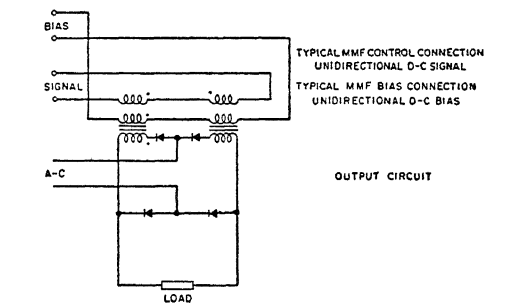 BIAS
TYPICAL MMF CONTROL CONNECTION
UNIDIRECTIONAL D-C SIGNAL
SIGNAL
TYPICAL MMF BIAS CONNECTION
UNIDIRECTIONAL D-C BIAS
A-C
OUTPUT CIRCUIT
LOAD